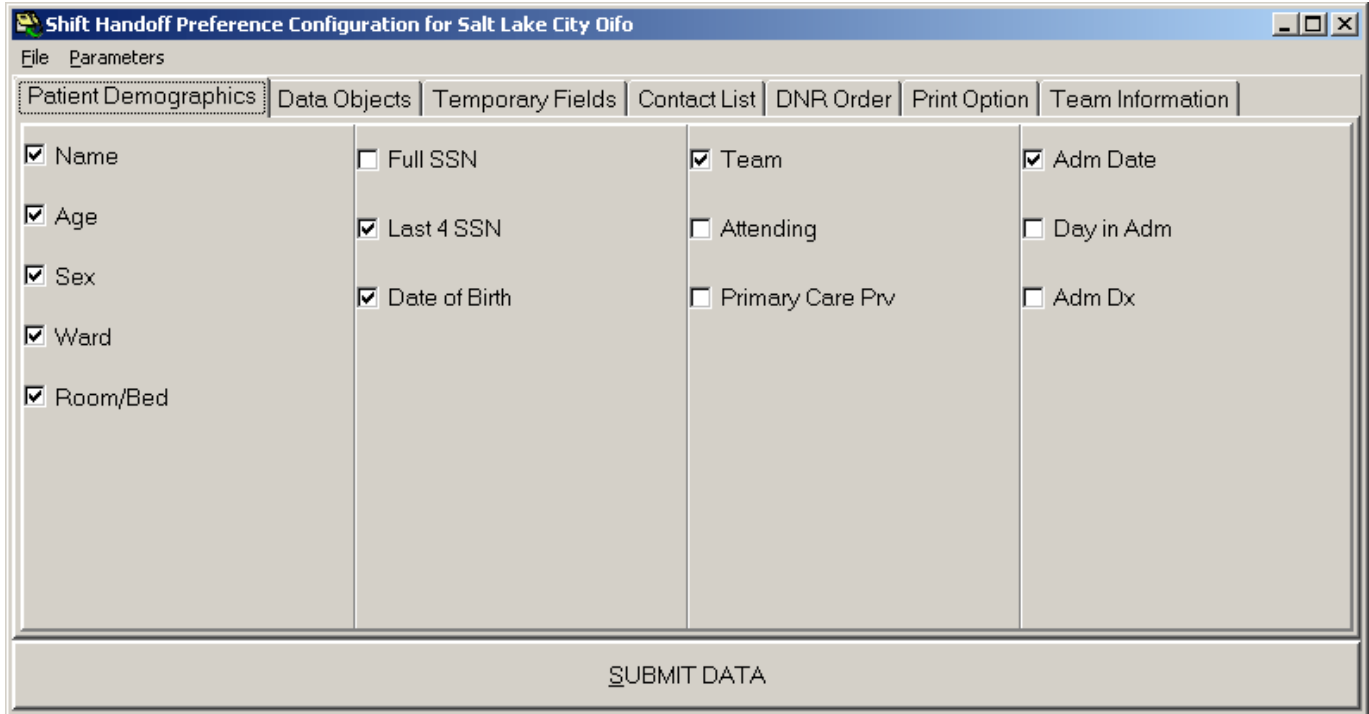 Shift Handoff Preference Configuration for Salt Lake City Oifo
File Parameters
Patient Demographics Data Objects Temporary Fields Contact List DNR Order Print Option Team Information
Name
Age
Sex
Ward
Room/Bed
Full SSN
Last 4 SSN
Date of Birth
Team
Attending
Primary Care Prv
Adm Date
Day in Adm
Adm Dx
SUBMIT DATA